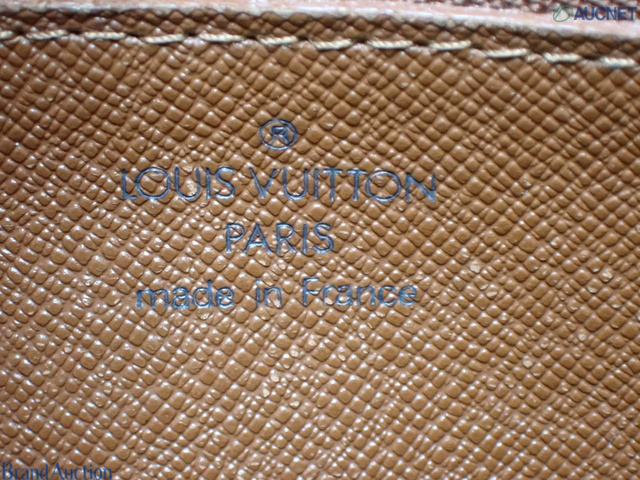 AUCNET
®
LOUIS VUITTON
PARIS
made in France
Brand Auction